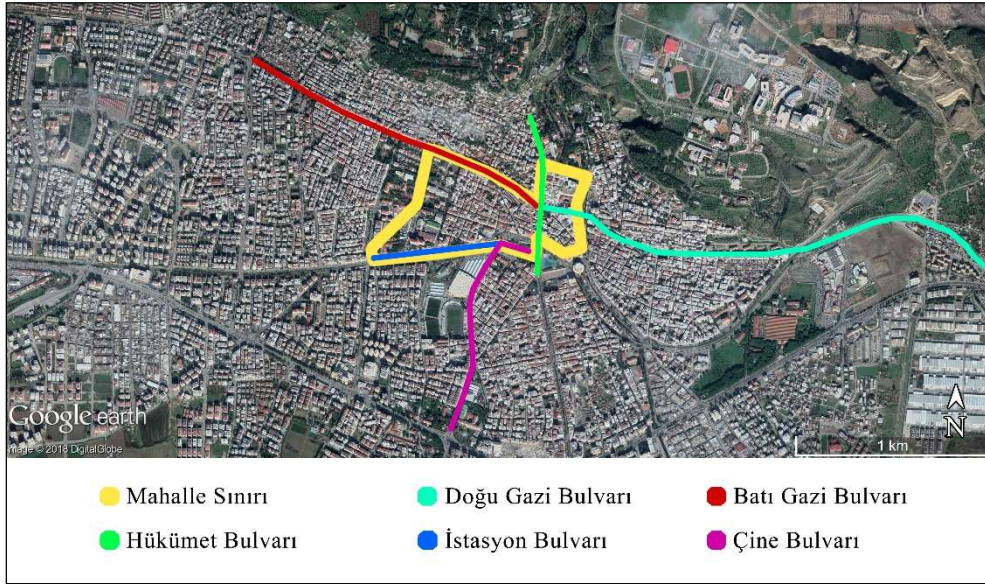 Google earth
Image © 2018 DigitalGlobe
N
1 km
Mahalle Sınırı
Doğu Gazi Bulvarı
Batı Gazi Bulvarı
Hükümet Bulvarı
İstasyon Bulvarı
Çine Bulvarı